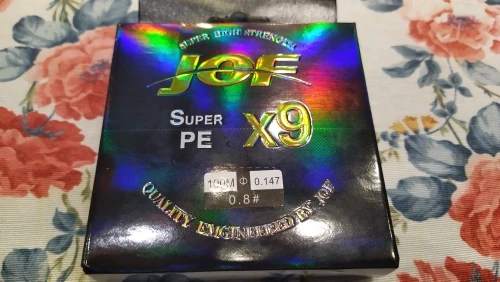 SUPER HIGH STRENGTH
JOF
SUPER PE X9
100M Φ 0.147
0.8#
QUALITY ENGINEERED BY JOF